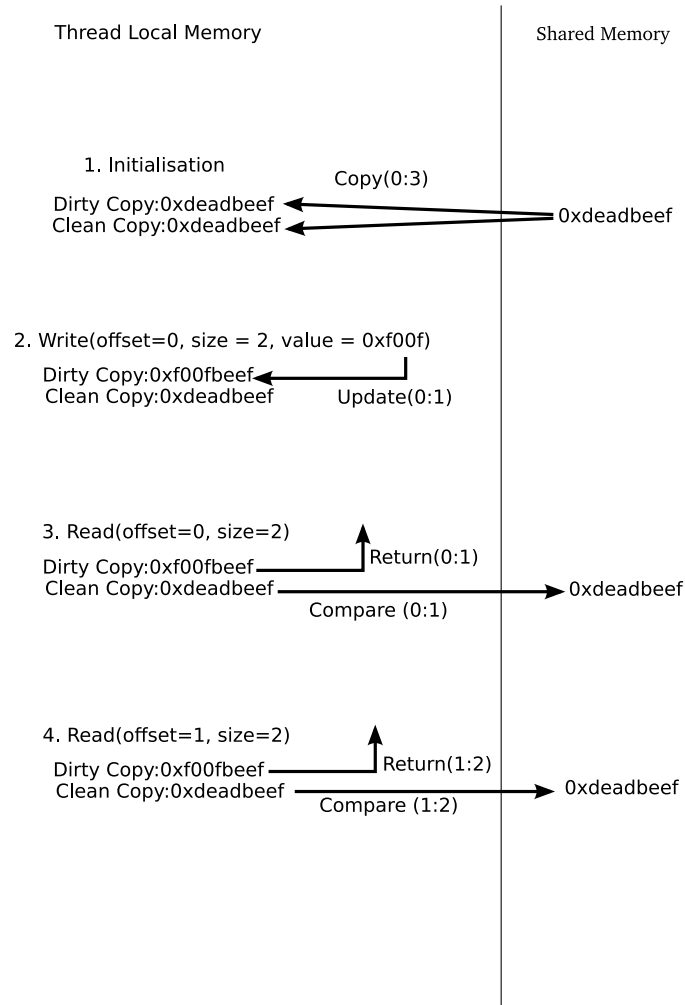 Thread Local Memory
Shared Memory
1. Initialisation
Copy(0:3)
Dirty Copy:0xdeadbeef
Clean Copy:0xdeadbeef
0xdeadbeef
2. Write(offset=0, size = 2, value = 0xf00f)
Dirty Copy:0xf00fbeef
Clean Copy:0xdeadbeef
Update(0:1)
3. Read(offset=0, size=2)
Return(0:1)
Dirty Copy:0xf00fbeef
Clean Copy:0xdeadbeef
0xdeadbeef
Compare (0:1)
4. Read(offset=1, size=2)
Return(1:2)
Dirty Copy:0xf00fbeef
Clean Copy:0xdeadbeef
0xdeadbeef
Compare (1:2)